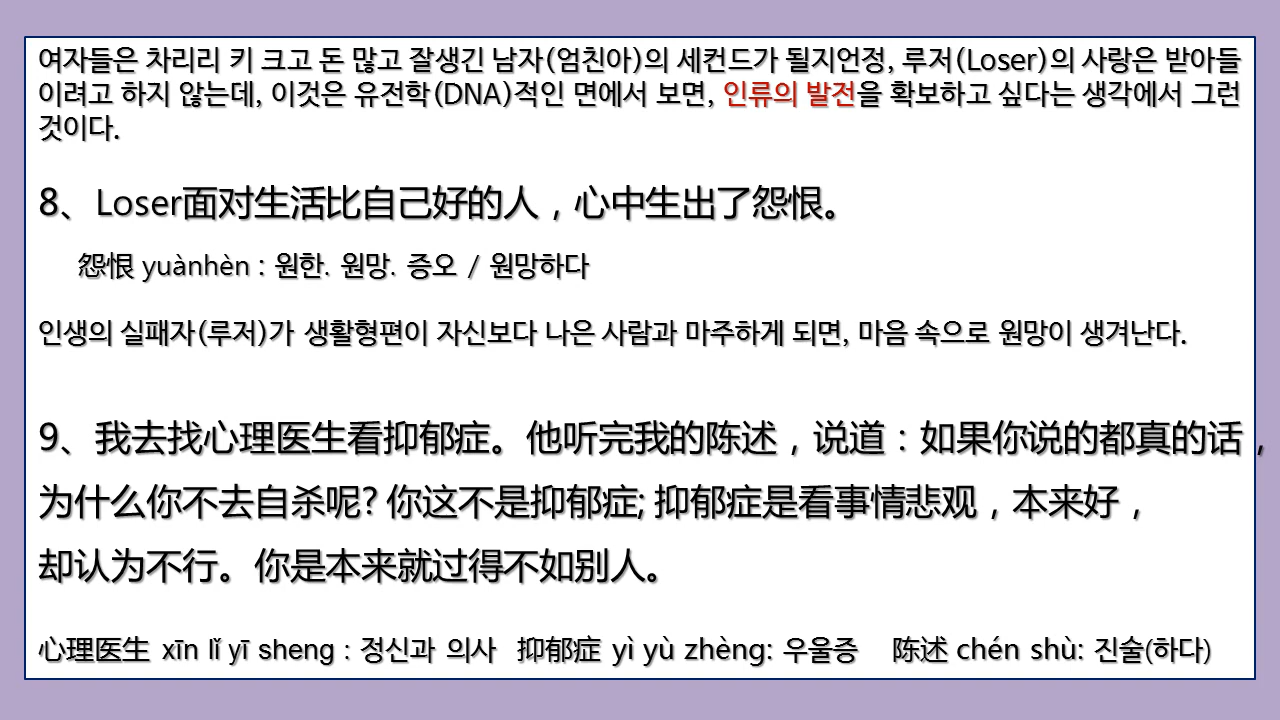 여자들은 차리리 키 크고 돈 많고 잘생긴 남자(엄친아)의 세컨드가 될지언정, 루저(Loser)의 사랑은 받아들
이려고 하지 않는데, 이것은 유전학(DNA)적인 면에서 보면, 인류의 발전을 확보하고 싶다는 생각에서 그런
것이다.
8、Loser面对生活比自己好的人，心中生出了怨恨。
怨恨 yuànhèn : 원한. 원망. 증오 / 원망하다
인생의 실패자(루저)가 생활형편이 자신보다 나은 사람과 마주하게 되면, 마음 속으로 원망이 생겨난다.
9、我去找心理医生看抑郁症。他听完我的陈述，说道：如果你说的都真的话，
为什么你不去自杀呢? 你这不是抑郁症; 抑郁症是看事情悲观，本来好，
却认为不行。你是本来就过得不如别人。
心理医生 xīn lǐ yī sheng : 정신과 의사 抑郁症 yì yù zhèng: 우울증 陈述 chén shù: 진술(하다)